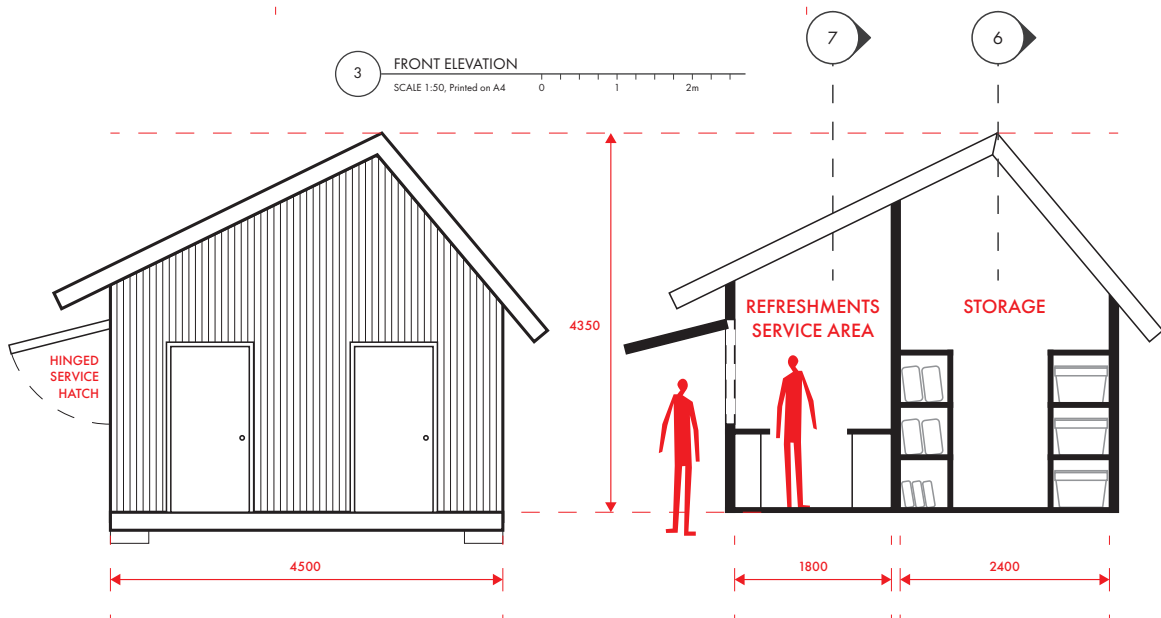 7
6
3
FRONT ELEVATION
SCALE 1:50, Printed on A4
0 1 2m
4350
REFRESHMENTS
SERVICE AREA
STORAGE
HINGED
SERVICE
HATCH
4500
1800
2400